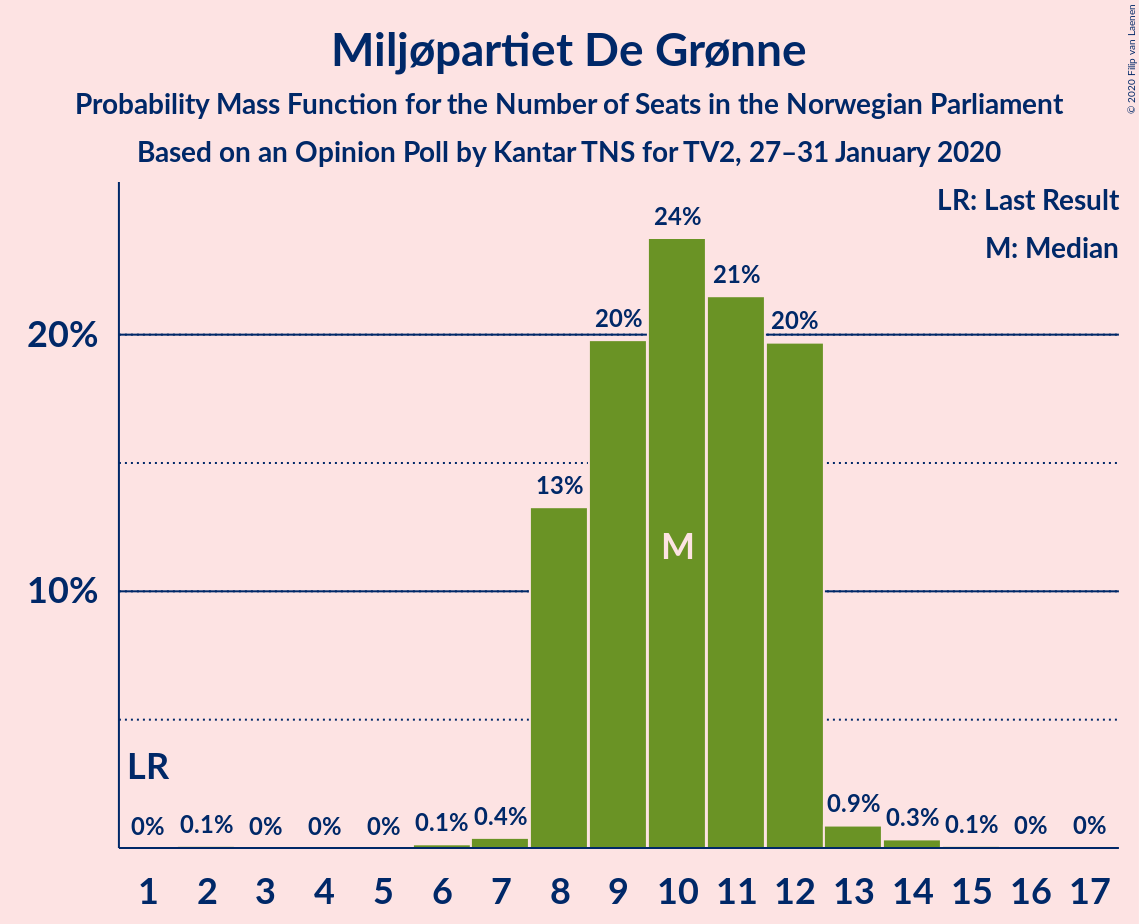 Miljøpartiet De Grønne
Probability Mass Function for the Number of Seats in the Norwegian Parliament
Based on an Opinion Poll by Kantar TNS for TV2, 27–31 January 2020
© 2020 Filip van Laenen
LR: Last Result
M: Median
20%
10%
LR
0% 0.1% 0% 0% 0% 0.1% 0.4% 13% 20% 24% 21% 20% 0.9% 0.3% 0.1% 0% 0%
M
1 2 3 4 5 6 7 8 9 10 11 12 13 14 15 16 17